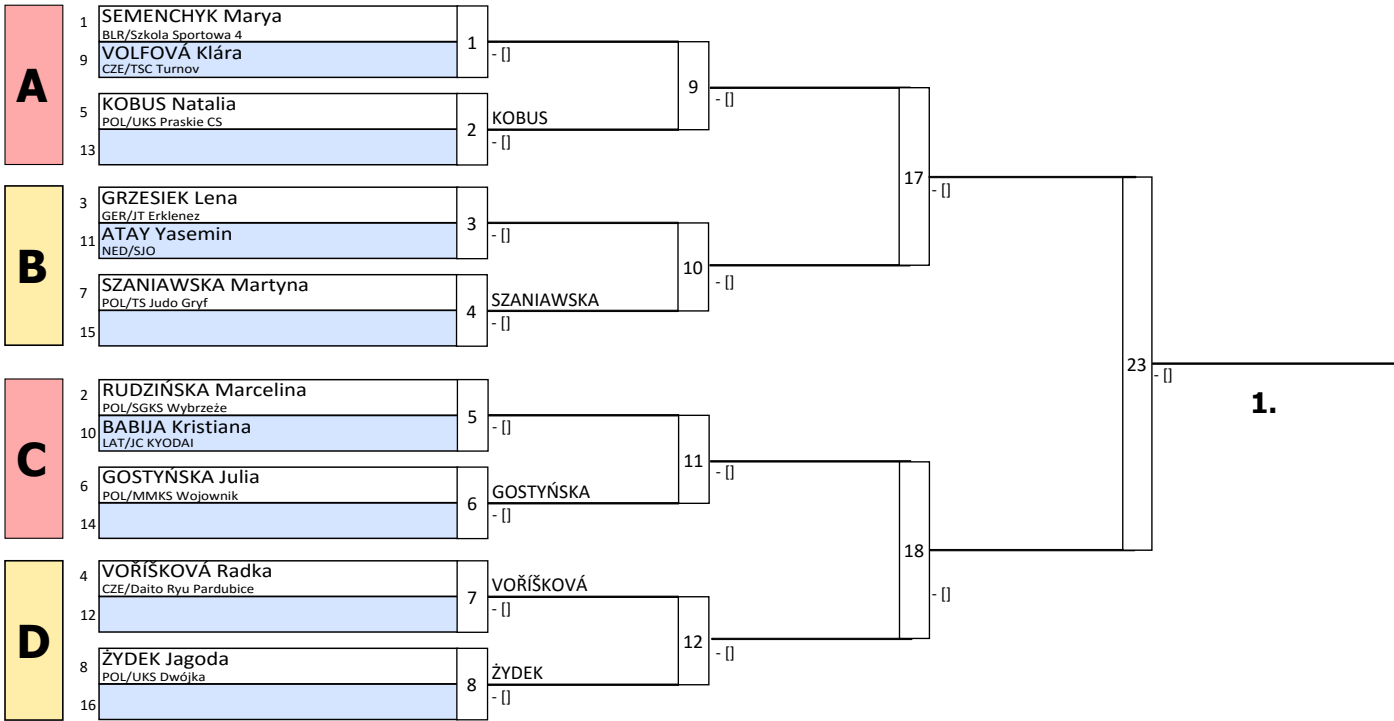 A
1 SEMENCHYK Marya
BLR/Szkola Sportowa 4
9 VOLFOVÁ Klára
CZE/TSC Turnov
1
- []
5 KOBUS Natalia
POL/UKS Praskie CS
13
2
KOBUS
- []
9
- []
B
3 GRZESIEK Lena
GER/JT Erklenez
11 ATAY Yasemin
NED/SJO
3
- []
7 SZANIAWSKA Martyna
POL/TS Judo Gryf
15
4
SZANIAWSKA
- []
10
- []
17
- []
C
2 RUDZIŃSKA Marcelina
POL/SGKS Wybrzeże
10 BABIJA Kristiana
LAT/JC KYODAI
5
- []
6 GOSTYŃSKA Julia
POL/MMKS Wojownik
14
6
GOSTYŃSKA
- []
11
- []
D
4 VOŘÍŠKOVÁ Radka
CZE/Daito Ryu Pardubice
12
7
VOŘÍŠKOVÁ
- []
8 ŻYDEK Jagoda
POL/UKS Dwójka
16
8
ŻYDEK
- []
12
- []
18
- []
23
- []
1.